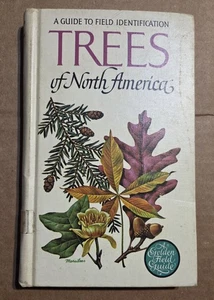 A GUIDE TO FIELD IDENTIFICATION
TREES
of North America
A
Golden
Field
Guide